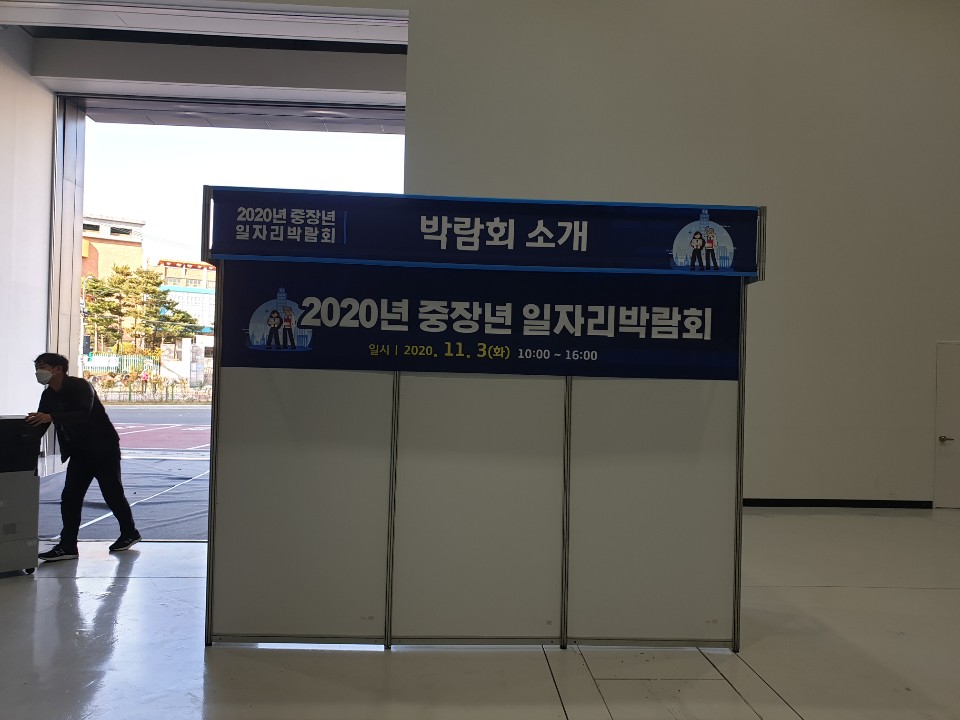 2020년 중장년
일자리박람회
박람회 소개
2020년 중장년 일자리박람회
일시 | 2020. 11. 3(화) 10:00 ~ 16:00